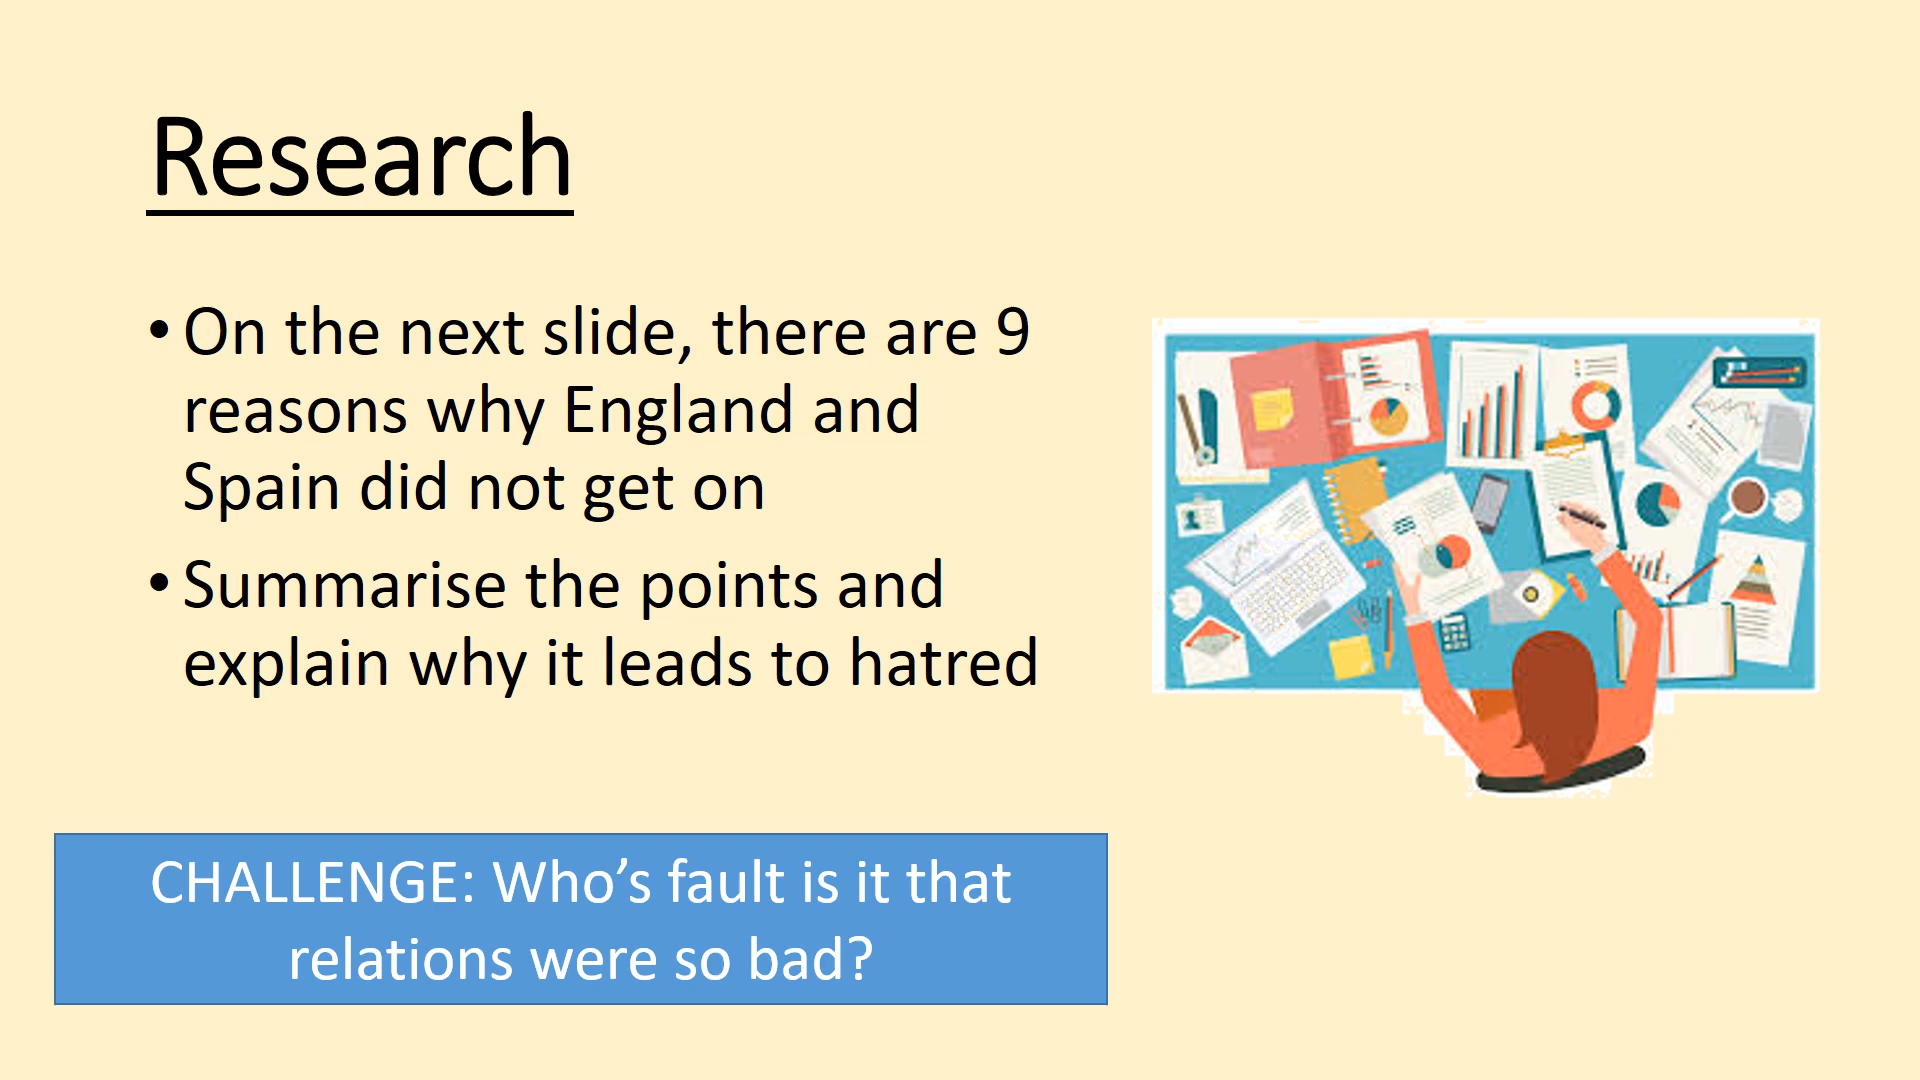 Research
• On the next slide, there are 9
reasons why England and
Spain did not get on
• Summarise the points and
explain why it leads to hatred
CHALLENGE: Who’s fault is it that
relations were so bad?